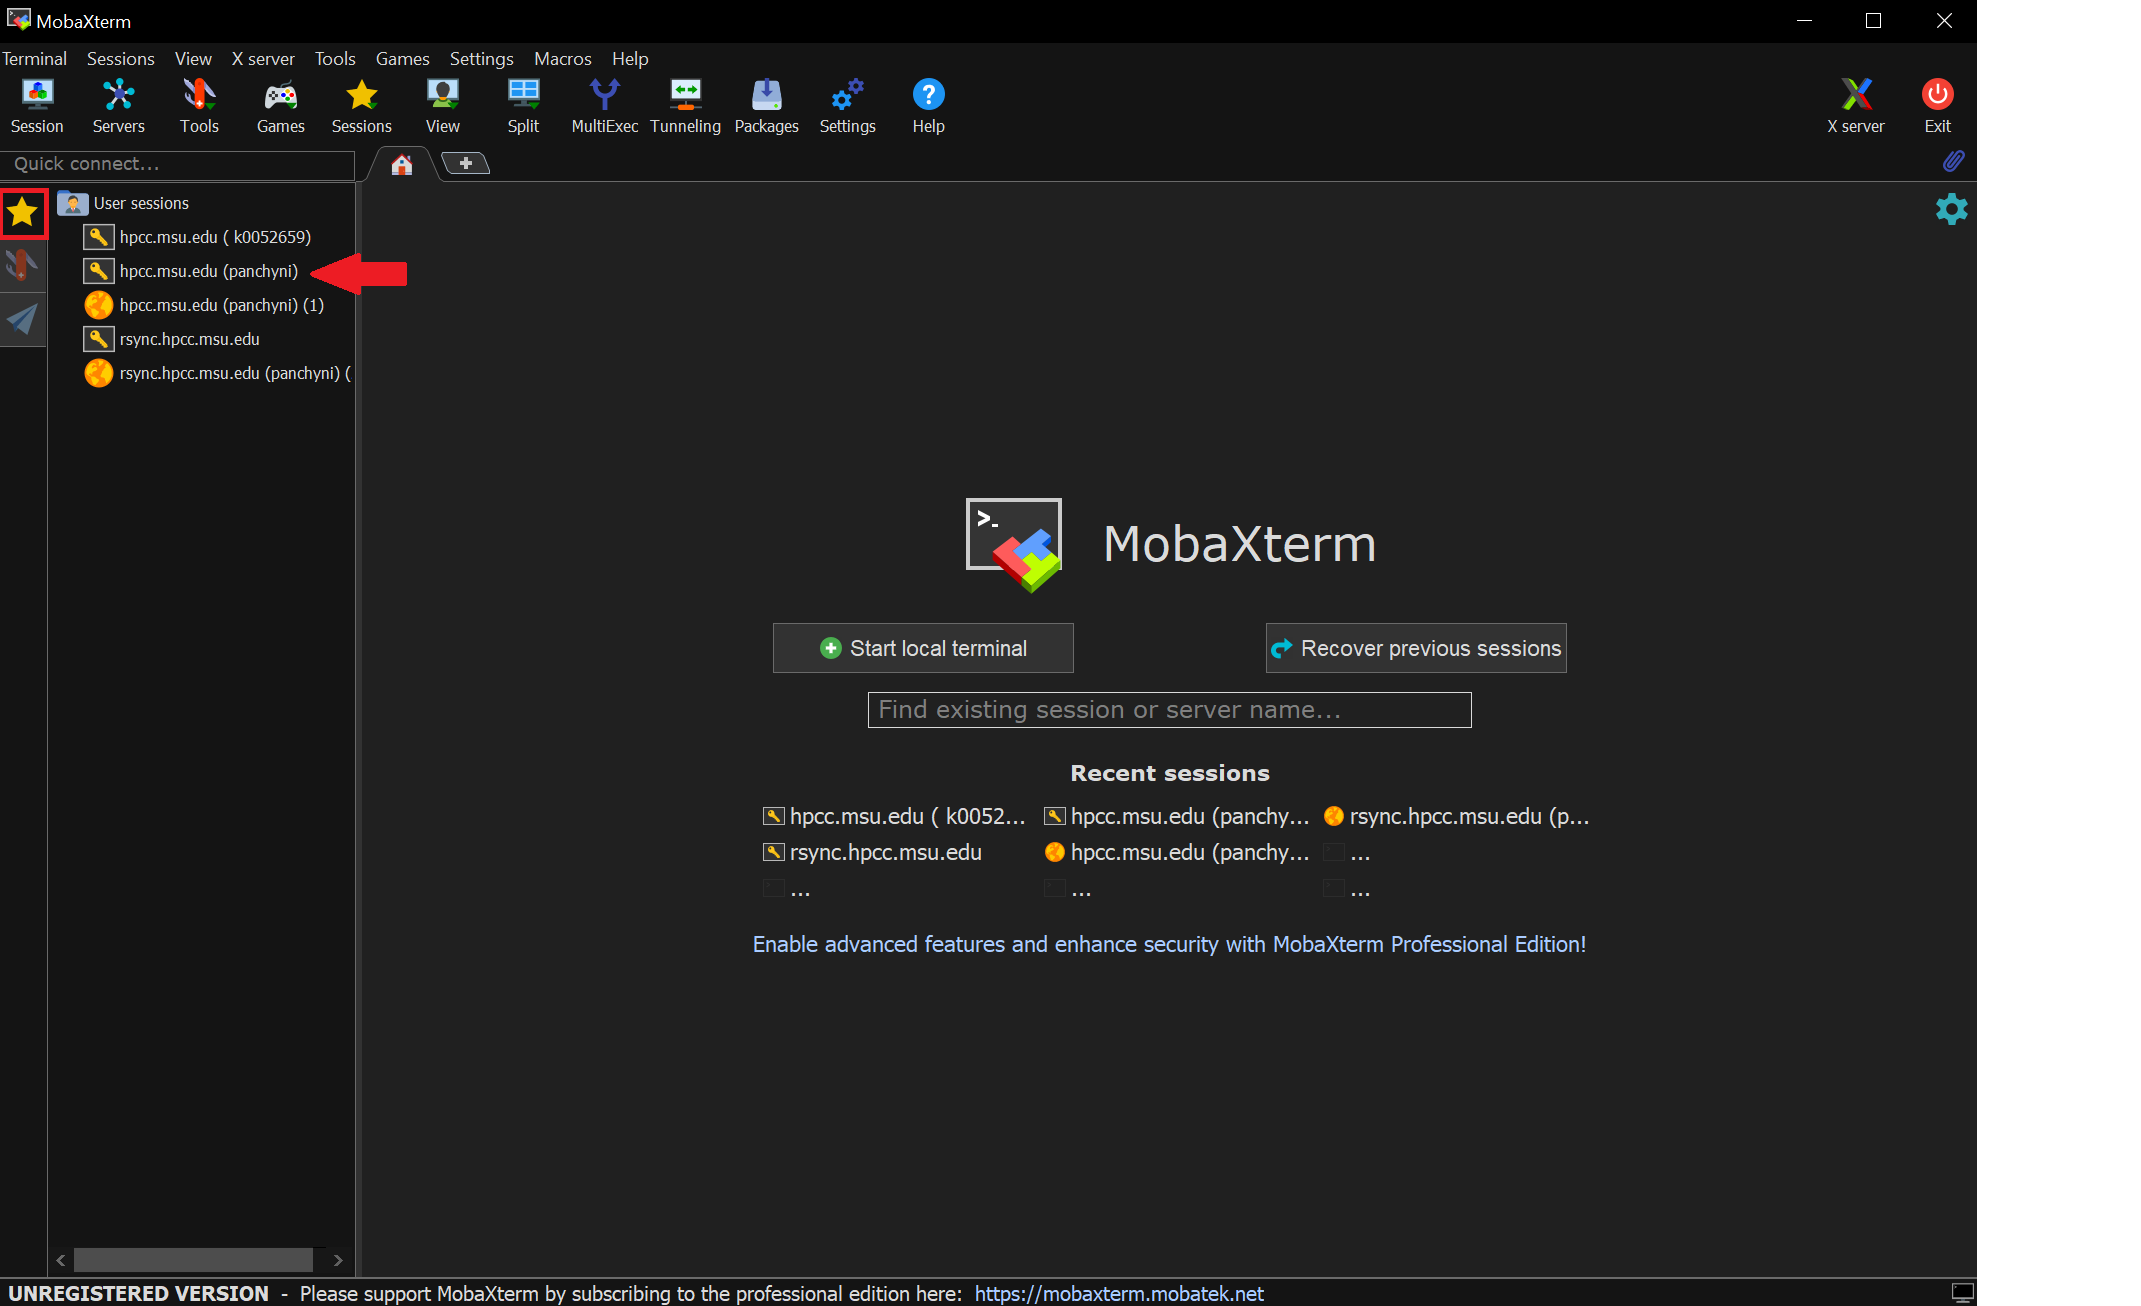 MobaXterm
Terminal Sessions View X server Tools Games Settings Macros Help
Session Servers Tools Games Sessions View Split MultiExec Tunneling Packages Settings Help X server Exit
Quick connect...
User sessions
hpcc.msu.edu ( k0052659)
hpcc.msu.edu (panchyni)
hpcc.msu.edu (panchyni) (1)
rsync.hpcc.msu.edu
rsync.hpcc.msu.edu (panchyni) (
>_
MobaXterm
Start local terminal
Recover previous sessions
Find existing session or server name...
Recent sessions
hpcc.msu.edu ( k0052... hpcc.msu.edu (panchy... rsync.hpcc.msu.edu (p...
rsync.hpcc.msu.edu hpcc.msu.edu (panchy... ...
... ... ...
Enable advanced features and enhance security with MobaXterm Professional Edition!
UNREGISTERED VERSION - Please support MobaXterm by subscribing to the professional edition here: https://mobaxterm.mobatek.net